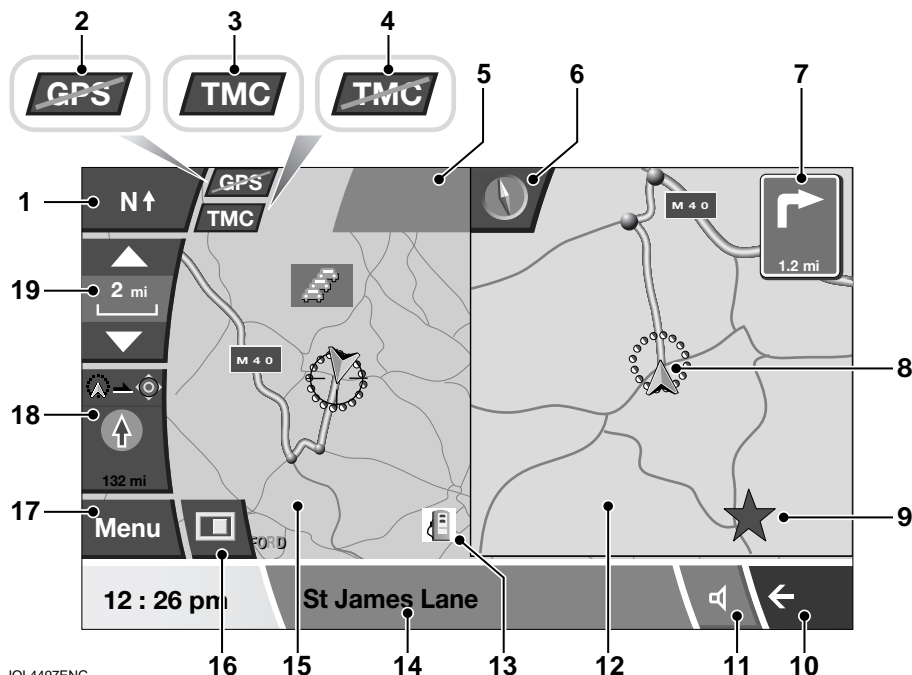 2 3 4
GPS TMC TMC 5 6 7
1 N GPS
TMC
M 4 0
1.2 mi
19 2 mi
M 4 0
8
18
132 mi
17 Menu
FORD
9
12 : 26 pm St James Lane
16 15 14 13 12 11 10
JOL4497ENG